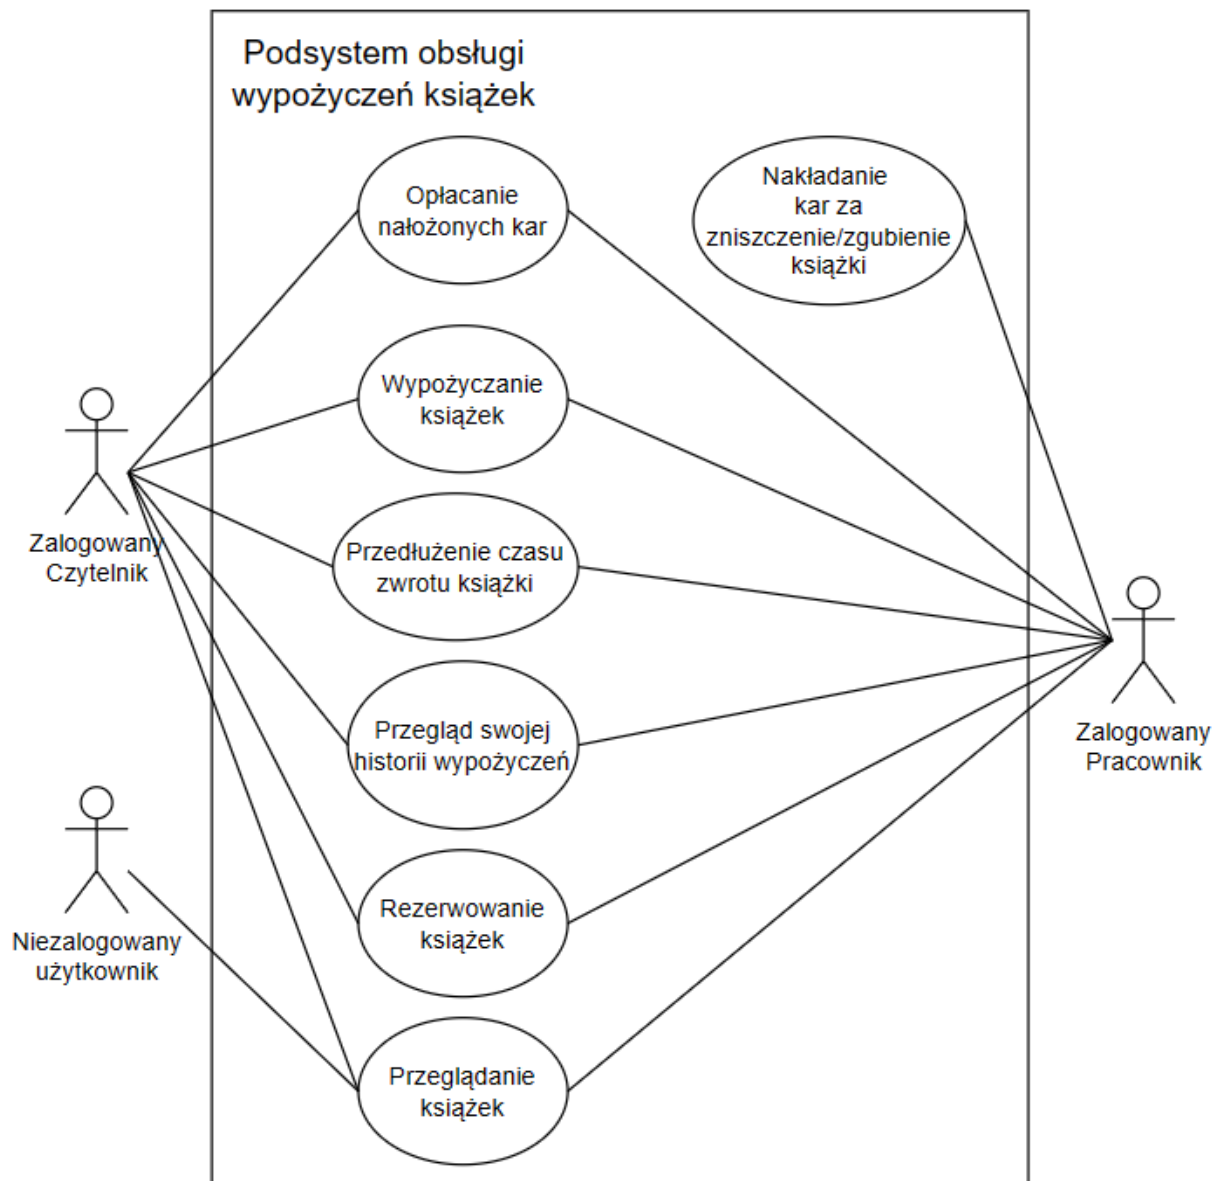 Podsystem obsługi
wypożyczeń książek
Opłacanie
nałożonych kar
Nakładanie
kar za
zniszczenie/zgubienie
książki
Wypożyczanie
książek
Zalogowany
Czytelnik
Przedłużenie czasu
zwrotu książki
Przegląd swojej
historii wypożyczeń
Zalogowany
Pracownik
Rezerwowanie
książek
Niezalogowany
użytkownik
Przeglądanie
książek